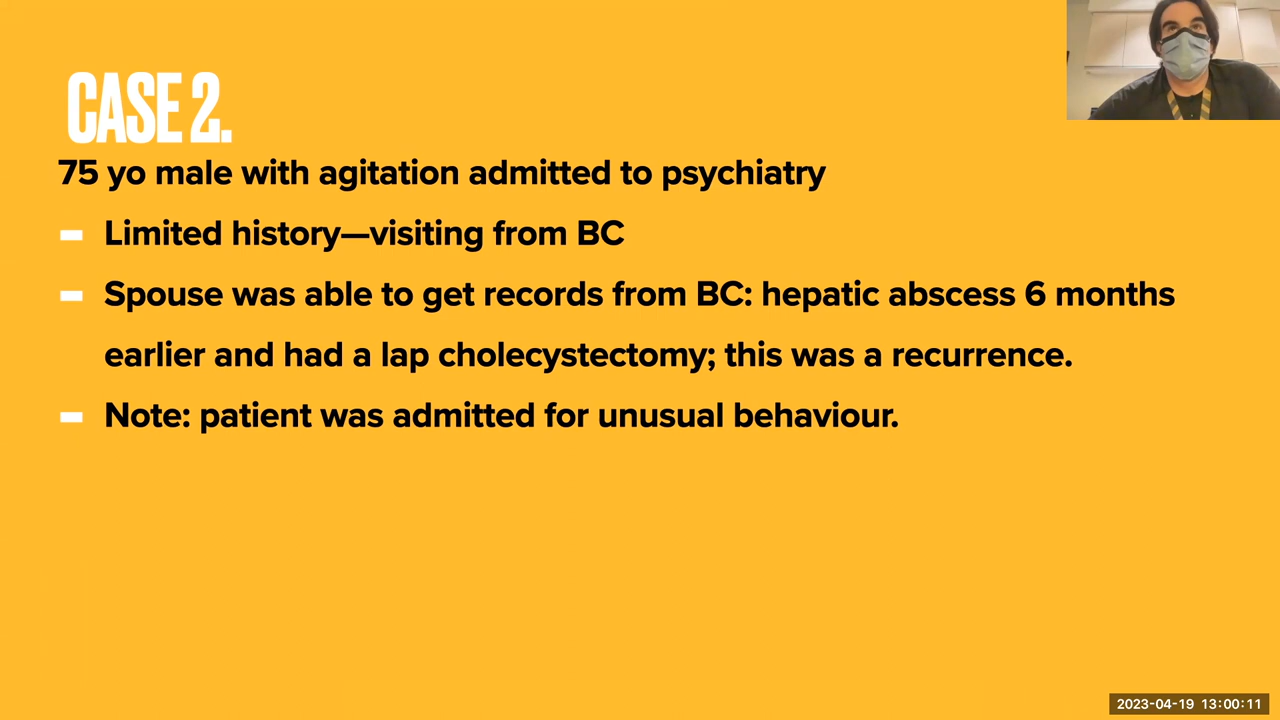 CASE 2.
75 yo male with agitation admitted to psychiatry
Limited history—visiting from BC
Spouse was able to get records from BC: hepatic abscess 6 months
earlier and had a lap cholecystectomy; this was a recurrence.
Note: patient was admitted for unusual behaviour.
2023-04-19 13:00:11